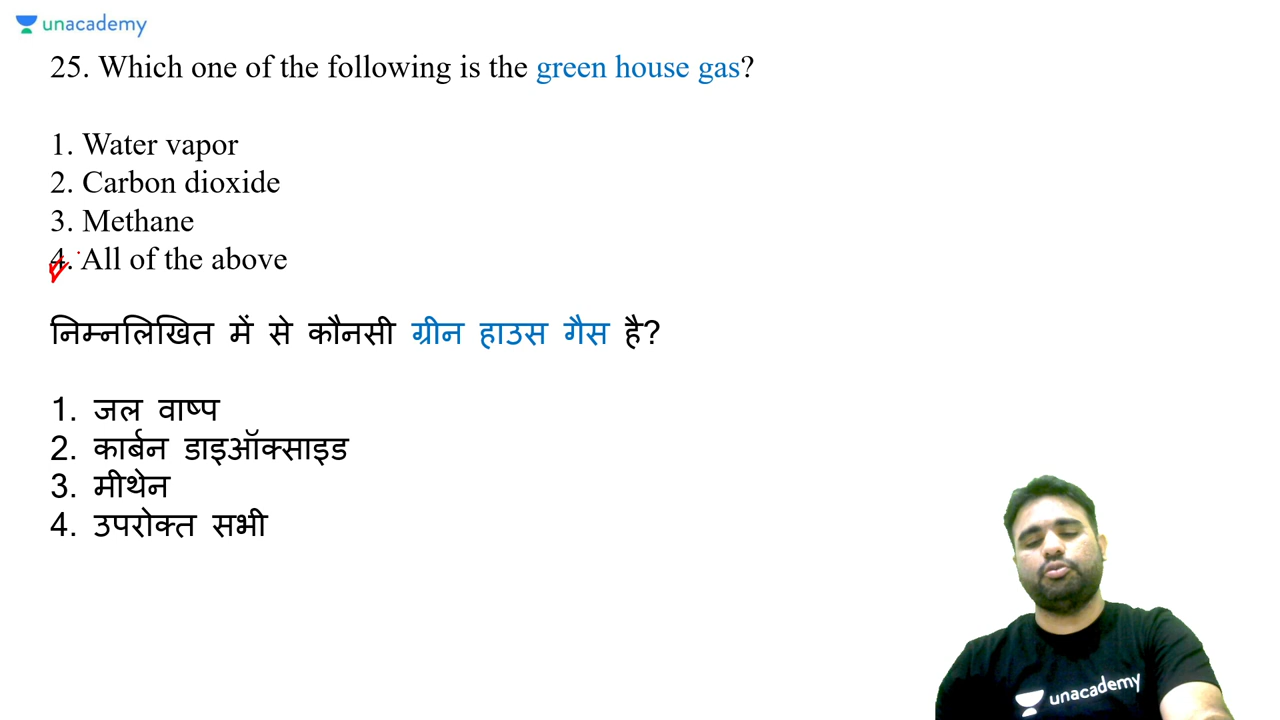 unacademy
25. Which one of the following is the green house gas?
1. Water vapor
2. Carbon dioxide
3. Methane
4. All of the above
निम्नलिखित में से कौनसी ग्रीन हाउस गैस है?
1. जल वाष्प
2. कार्बन डाइऑक्साइड
3. मीथेन
4. उपरोक्त सभी
unacademy